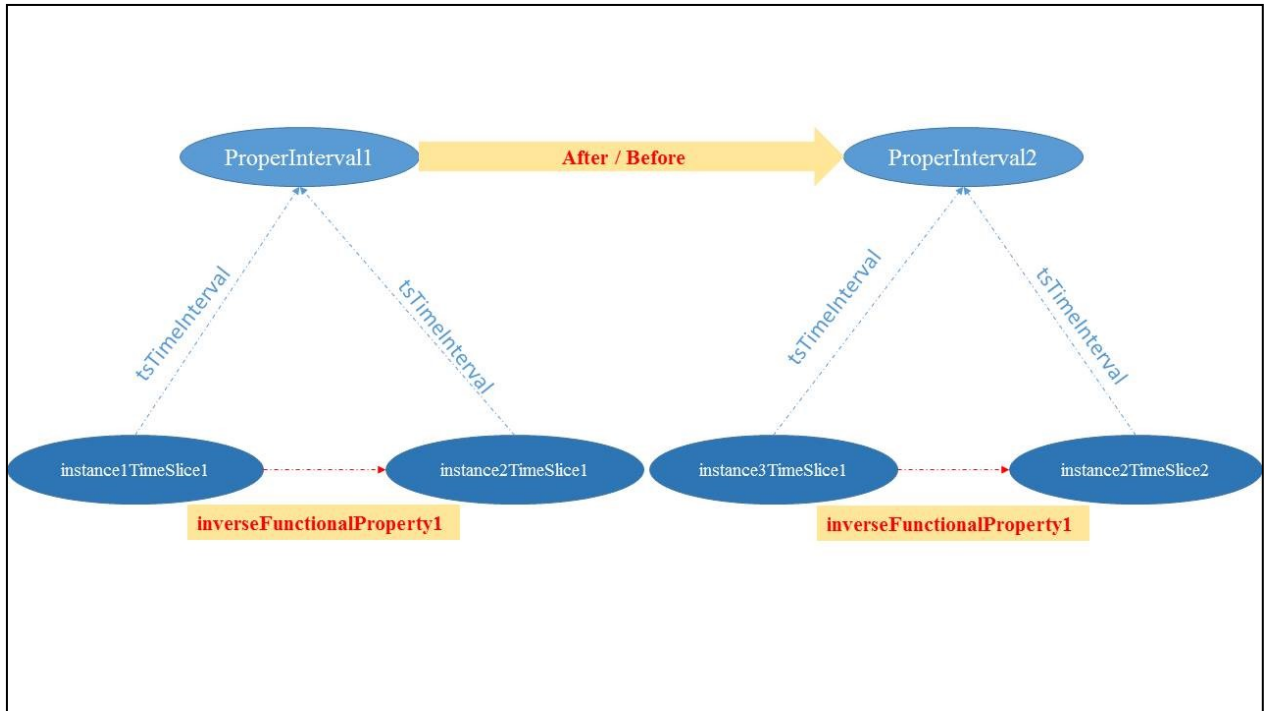 ProperInterval1
After / Before
ProperInterval2
tsTimeInterval
tsTimeInterval
tsTimeInterval
tsTimeInterval
instance1TimeSlice1
instance2TimeSlice1
instance3TimeSlice1
instance2TimeSlice2
inverseFunctionalProperty1
inverseFunctionalProperty1